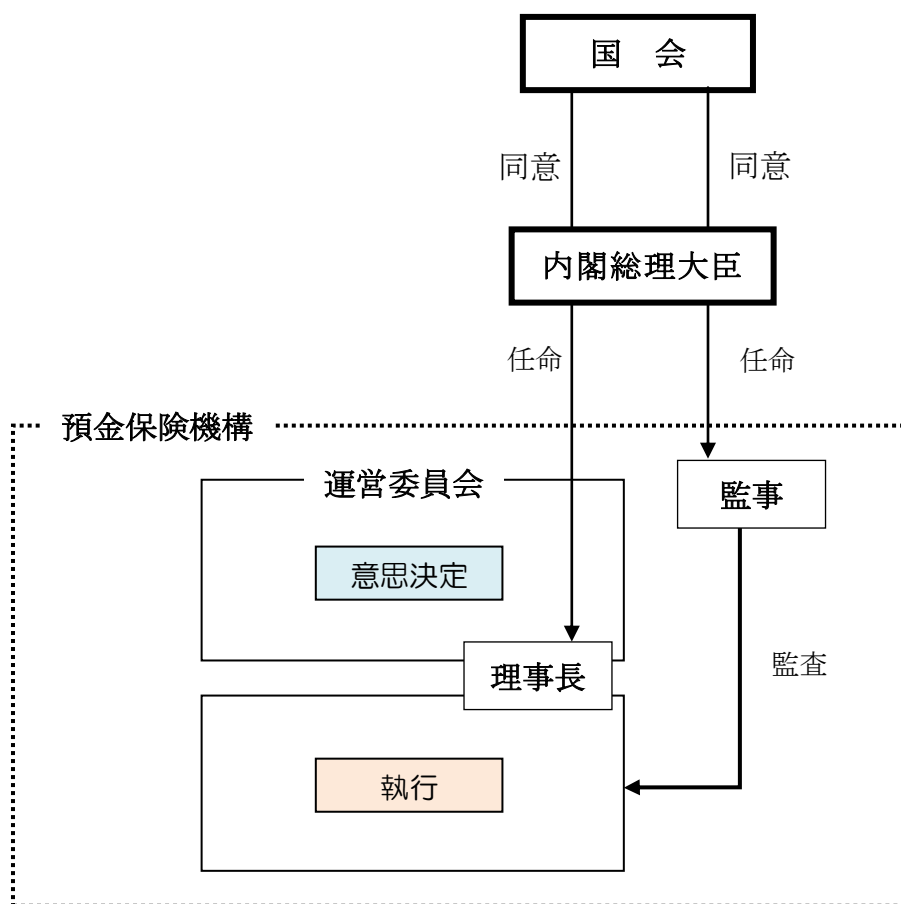 国 会
同意
同意
内閣総理大臣
任命
任命
預金保険機構
運営委員会
監事
意思決定
理事長
監査
執行